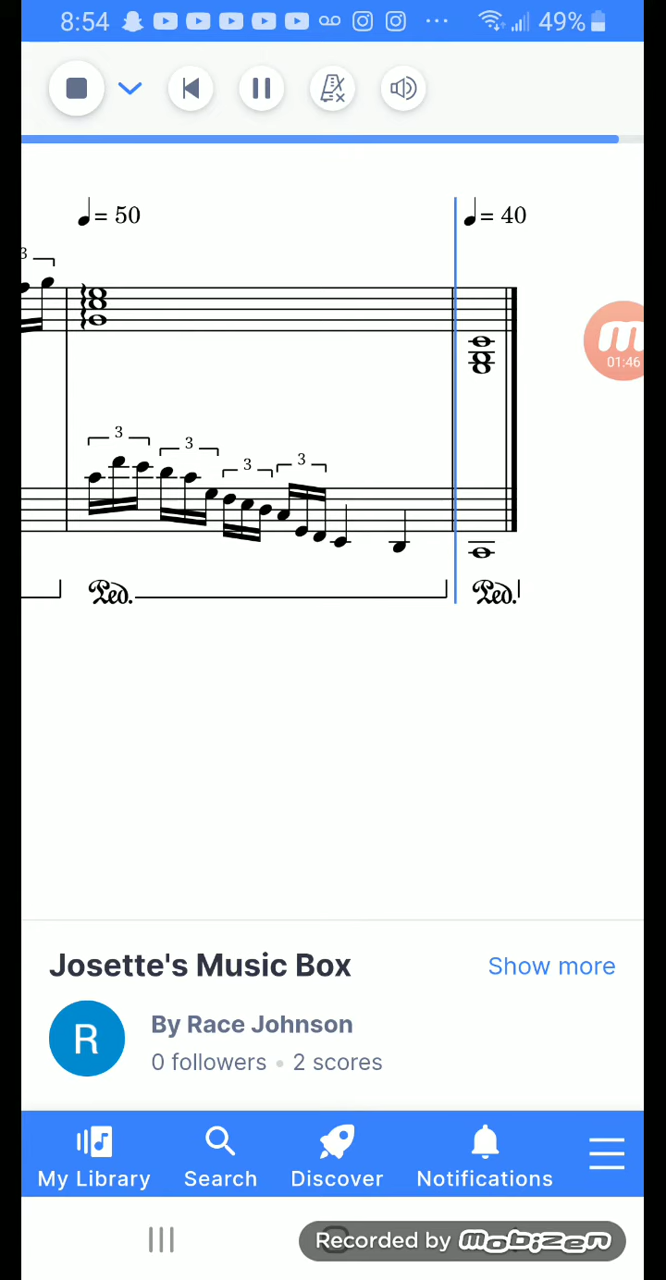 8:54 49%
= 50 = 40
3
01:46
3 3 3 3
Ped. Ped.
Josette's Music Box Show more
R
By Race Johnson
0 followers • 2 scores
My Library Search Discover Notifications
Recorded by mobizen